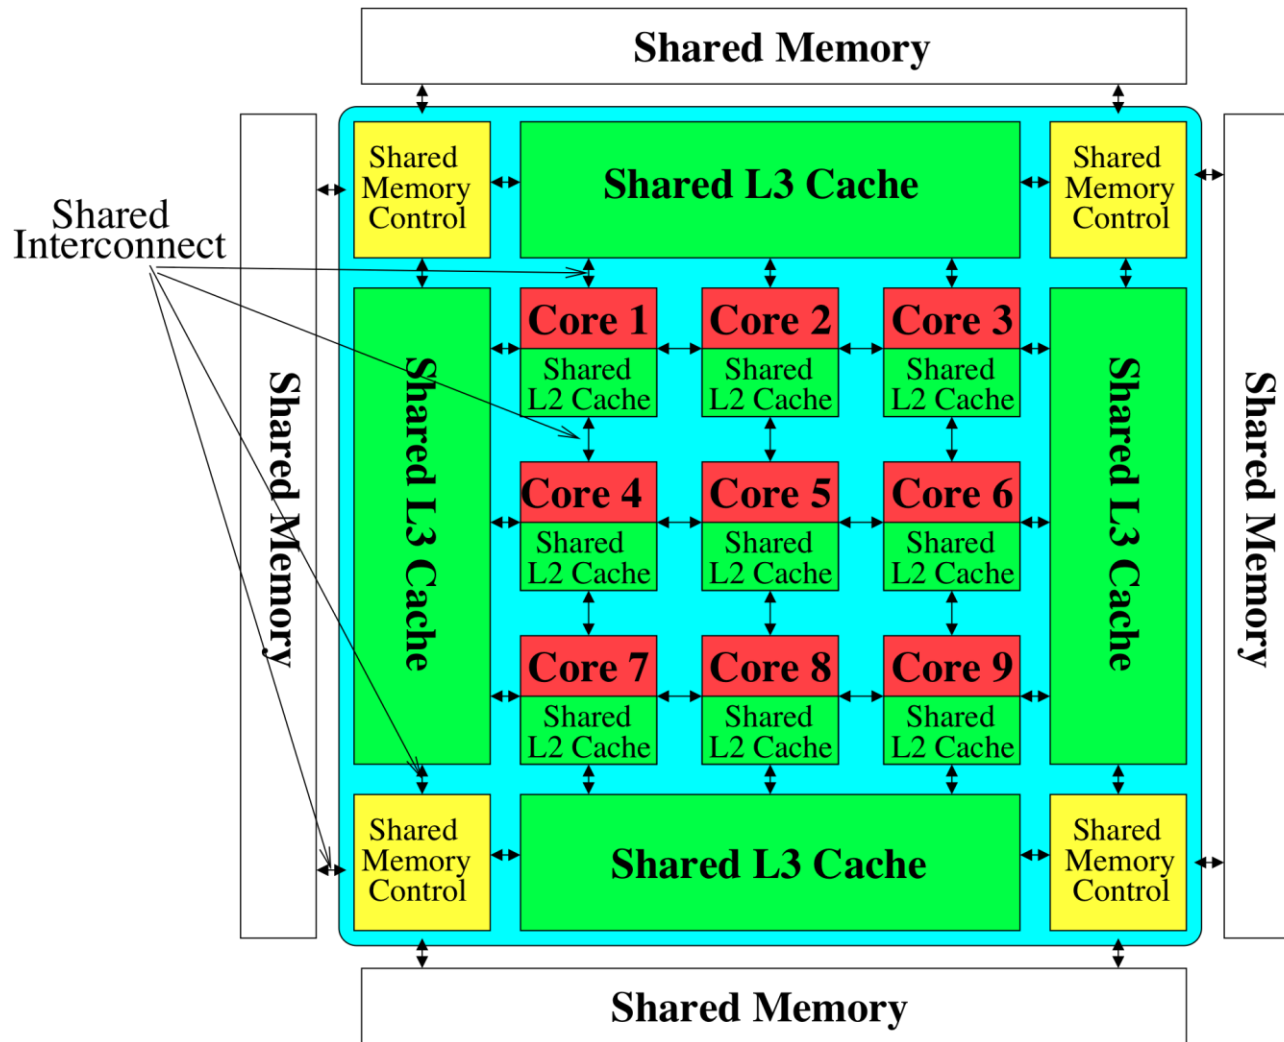 Shared Memory
Shared
Memory
Control
Shared L3 Cache
Shared
Memory
Control
Shared
Interconnect
Shared Memory
Shared L3 Cache
Core 1
Shared
L2 Cache
Core 2
Shared
L2 Cache
Core 3
Shared
L2 Cache
Shared L3 Cache
Shared Memory
Core 4
Shared
L2 Cache
Core 5
Shared
L2 Cache
Core 6
Shared
L2 Cache
Core 7
Shared
L2 Cache
Core 8
Shared
L2 Cache
Core 9
Shared
L2 Cache
Shared
Memory
Control
Shared L3 Cache
Shared
Memory
Control
Shared Memory